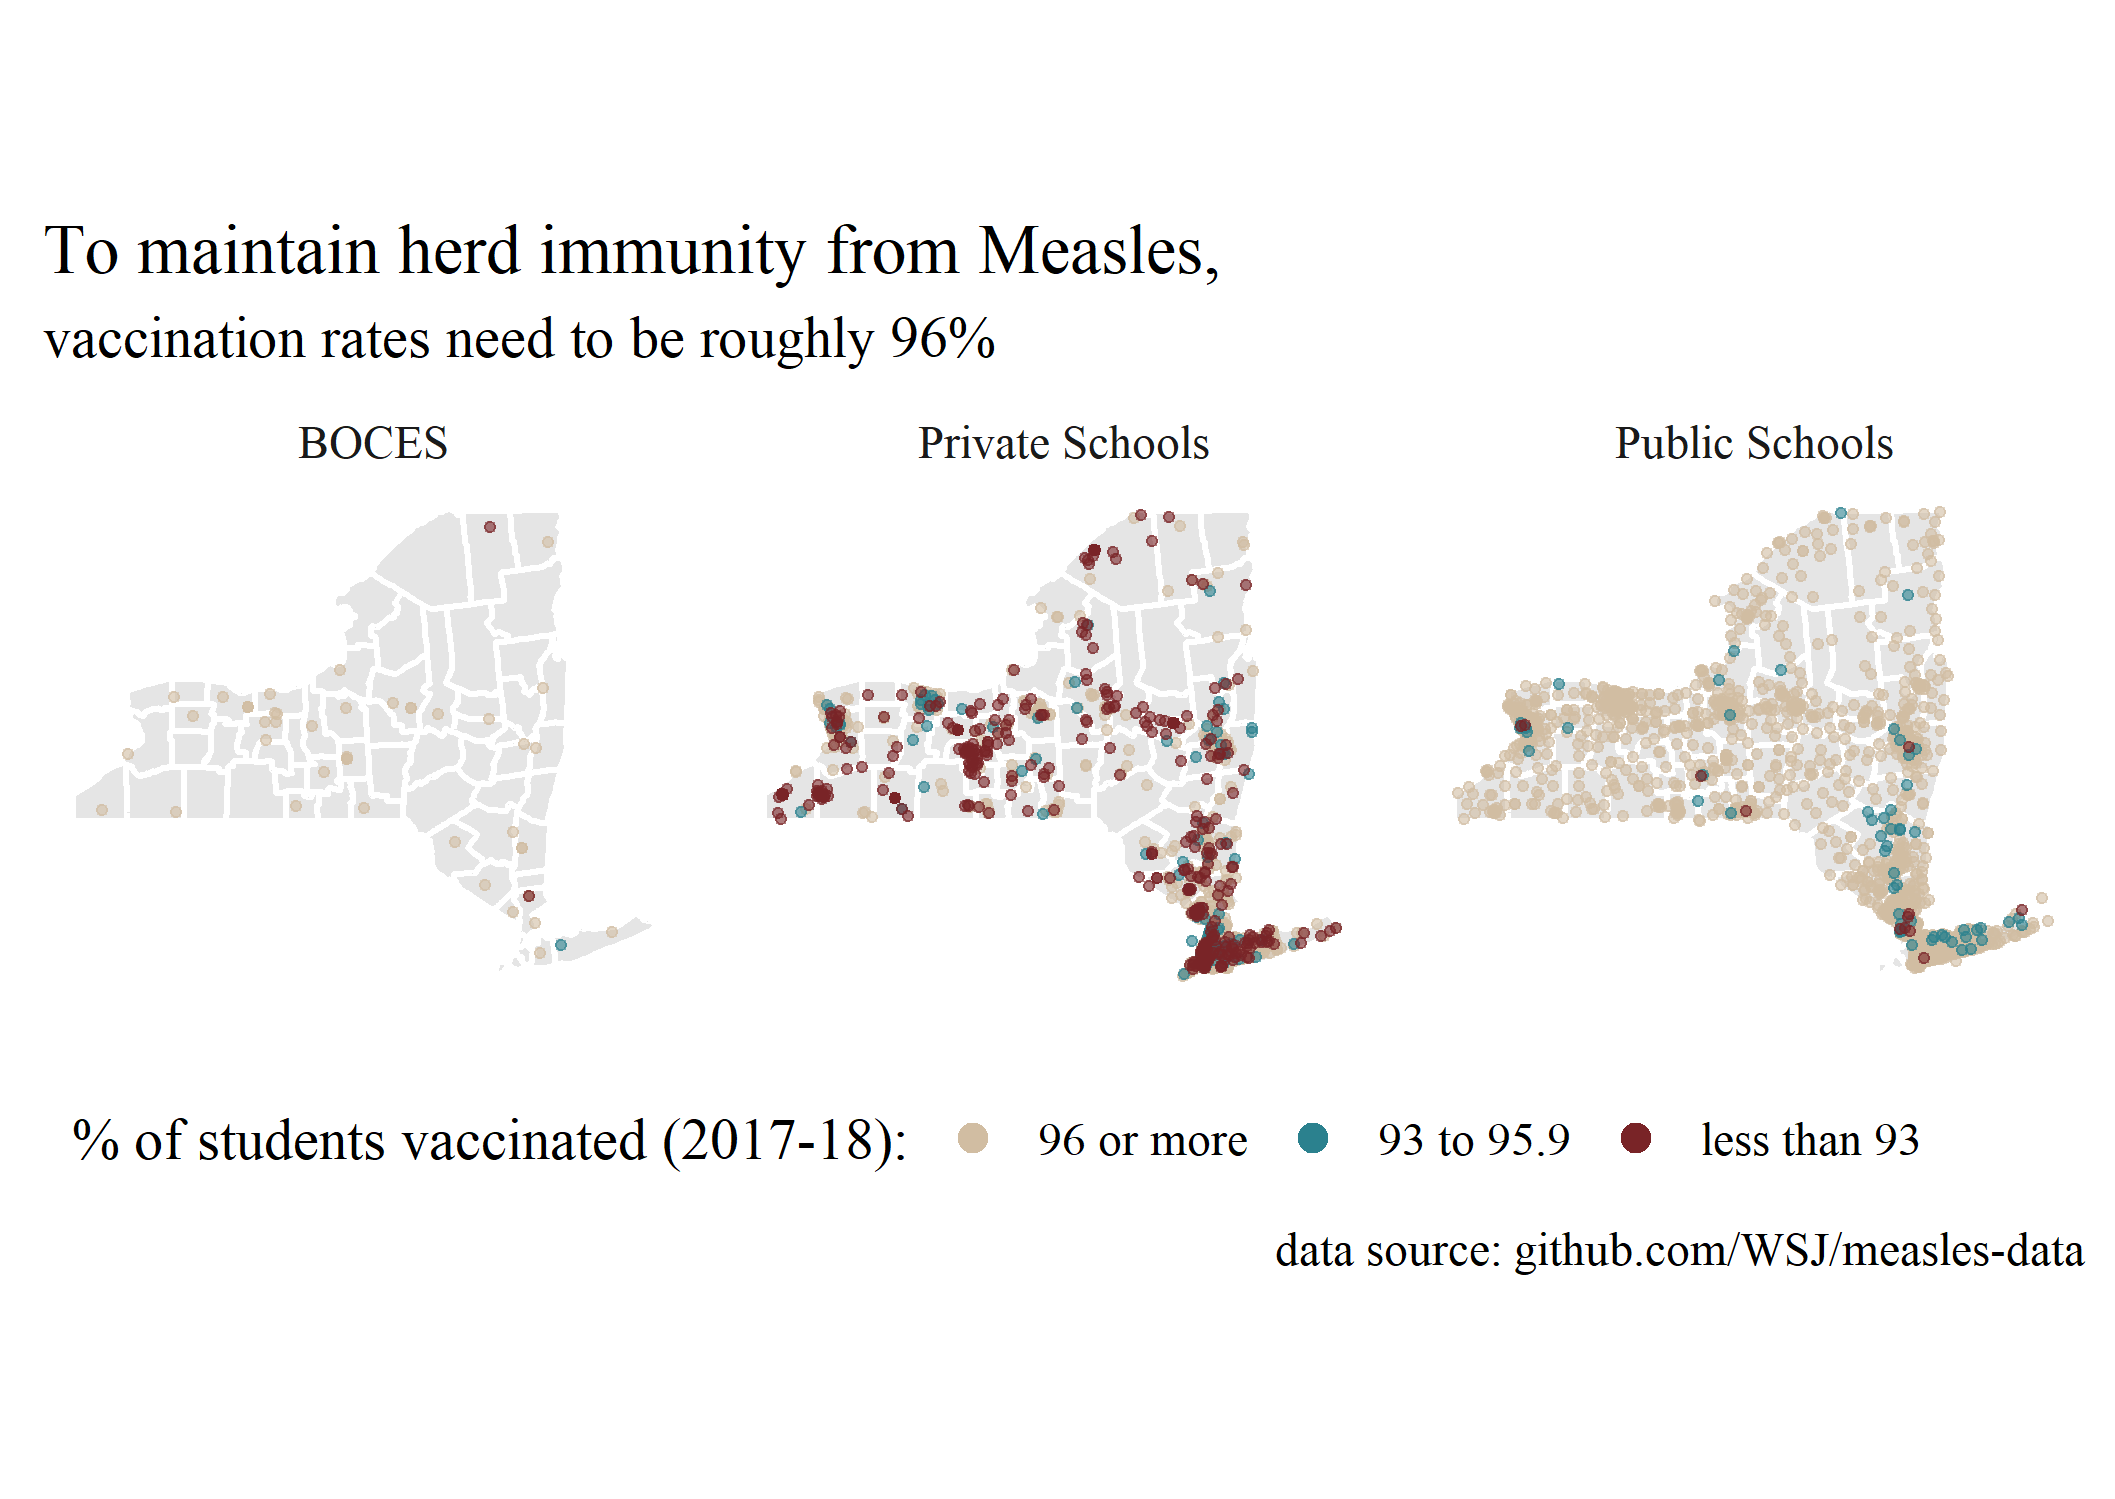 To maintain herd immunity from Measles,
vaccination rates need to be roughly 96%
BOCES
Private Schools
Public Schools
% of students vaccinated (2017-18): 96 or more 93 to 95.9 less than 93
data source: github.com/WSJ/measles-data